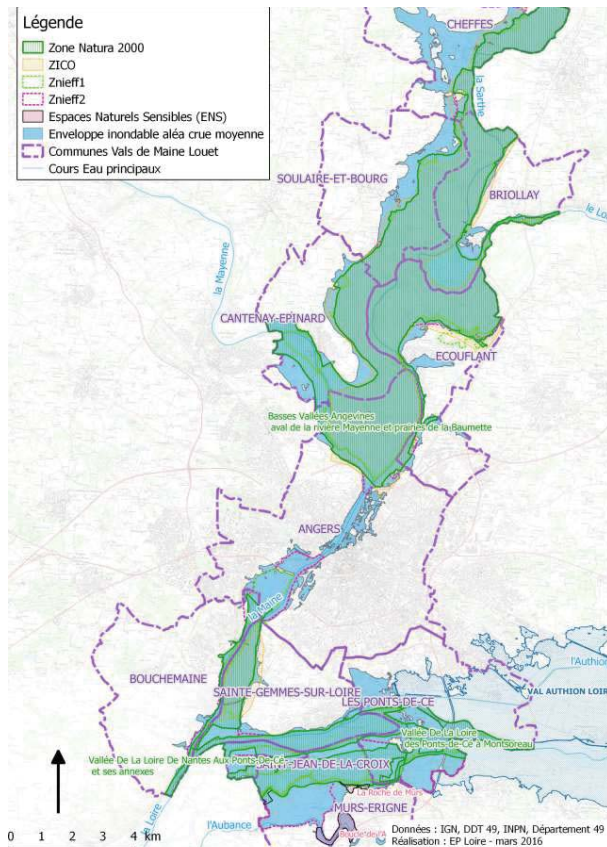 Légende
Zone Natura 2000
ZICO
Znieff1
Znieff2
Espaces Naturels Sensibles (ENS)
Enveloppe inondable aléa crue moyenne
Communes Vals de Maine Louet
Cours Eau principaux
CHEFFES
la Sarthe
SOULAIRE-ET-BOURG
BRIOLLAY
le Loi
la Mayenne
CANTENAY-EPINARD
ECOUFLANT
Basses Vallées Angevines
aval de la rivière Mayenne et prairies de la Baumette
ANGERS
la Maine
BOUCHEMAINE
SAINTE-GEMMES-SUR-LOIRE
LES PONTS-DE-CE
l'Authion
VAL AUTHION LOIR
Vallée De La Loire
des Ponts-de-Cé à Montsoreau
Vallée De La Loire De Nantes Aux Ponts-De-Cé
et ses annexes
SAINT-JEAN-DE-LA-CROIX
La Roche de Murs
MURS-ERIGNE
la Loire
l'Aubance
0 1 2 3 4 km
Données : IGN, DDT 49, INPN, Département 49
Réalisation : EP Loire - mars 2016